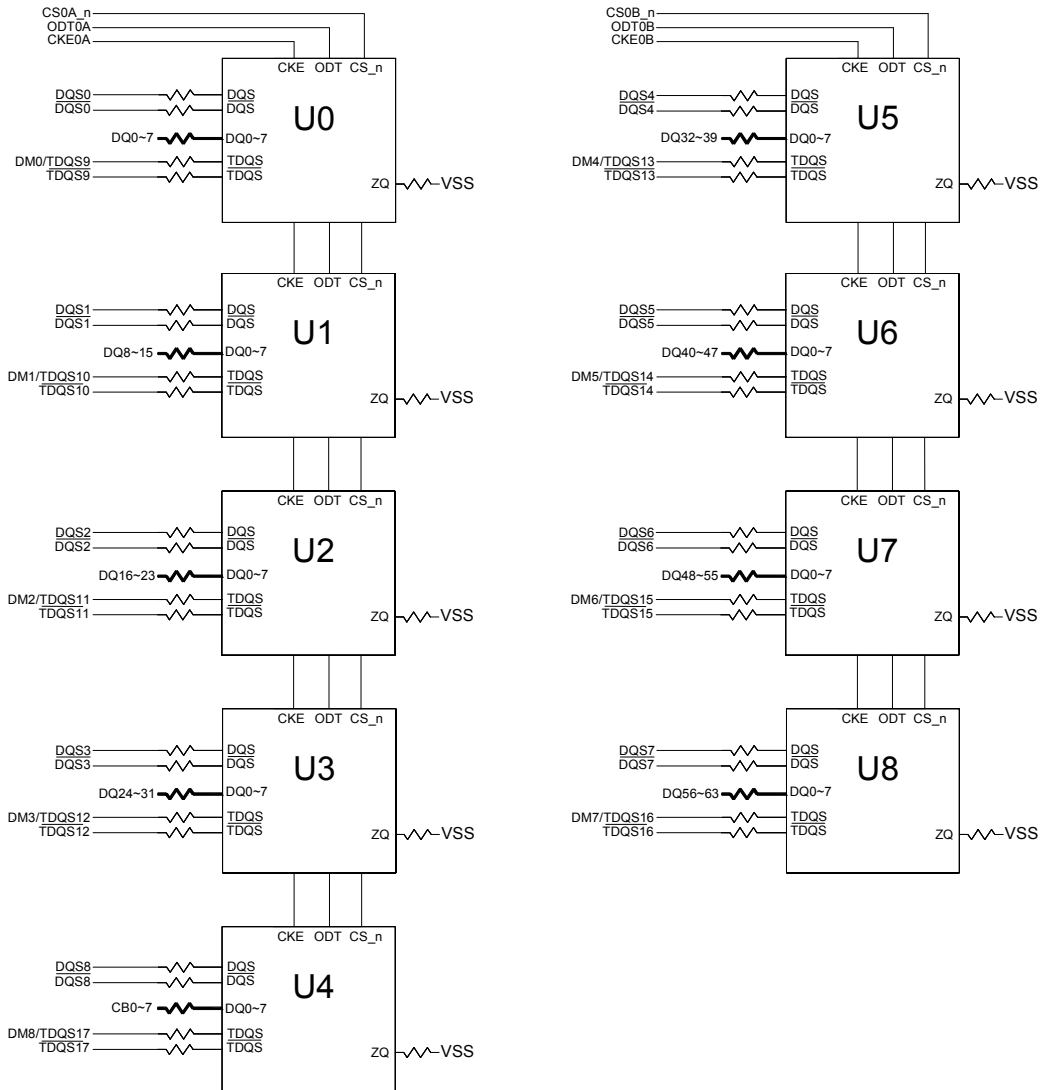 CS0A_n
ODT0A
CKE0A
CKE ODT CS_n
DQS0 DQS
DQS0 DQS
U0
DQ0~7 DQ0~7
DM0/TDQS9 TDQS
TDQS9 TDQS
ZQ VSS
CKE ODT CS_n
DQS1 DQS
DQS1 DQS
U1
DQ8~15 DQ0~7
DM1/TDQS10 TDQS
TDQS10 TDQS
ZQ VSS
CKE ODT CS_n
DQS2 DQS
DQS2 DQS
U2
DQ16~23 DQ0~7
DM2/TDQS11 TDQS
TDQS11 TDQS
ZQ VSS
CKE ODT CS_n
DQS3 DQS
DQS3 DQS
U3
DQ24~31 DQ0~7
DM3/TDQS12 TDQS
TDQS12 TDQS
ZQ VSS
CKE ODT CS_n
DQS8 DQS
DQS8 DQS
U4
CB0~7 DQ0~7
DM8/TDQS17 TDQS
TDQS17 TDQS
ZQ VSS
CS0B_n
ODT0B
CKE0B
CKE ODT CS_n
DQS4 DQS
DQS4 DQS
U5
DQ32~39 DQ0~7
DM4/TDQS13 TDQS
TDQS13 TDQS
ZQ VSS
CKE ODT CS_n
DQS5 DQS
DQS5 DQS
U6
DQ40~47 DQ0~7
DM5/TDQS14 TDQS
TDQS14 TDQS
ZQ VSS
CKE ODT CS_n
DQS6 DQS
DQS6 DQS
U7
DQ48~55 DQ0~7
DM6/TDQS15 TDQS
TDQS15 TDQS
ZQ VSS
CKE ODT CS_n
DQS7 DQS
DQS7 DQS
U8
DQ56~63 DQ0~7
DM7/TDQS16 TDQS
TDQS16 TDQS
ZQ VSS